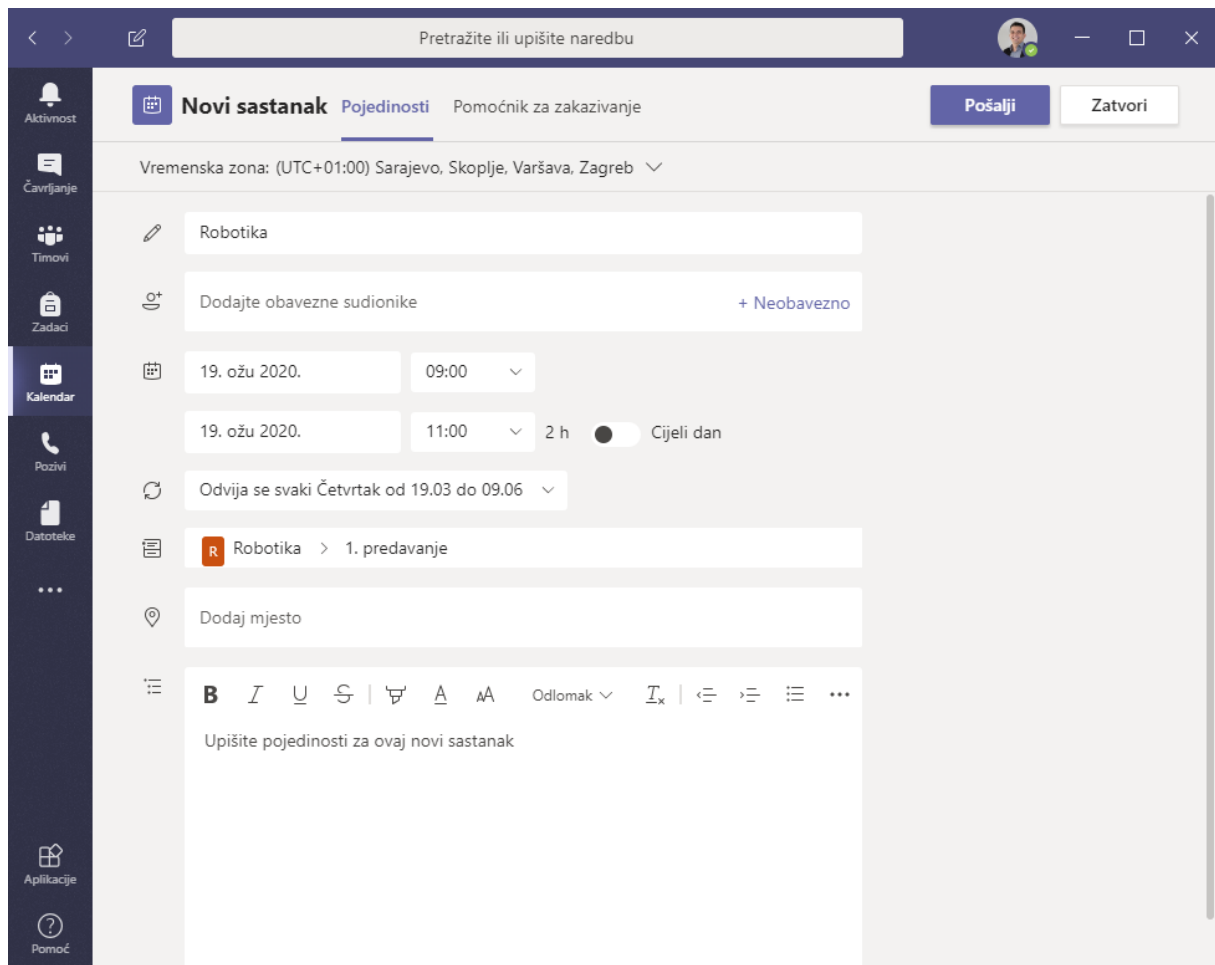 Pretražite ili upišite naredbu
Aktivnost
Čavrljanje
Timovi
Zadaci
Kalendar
Pozivi
Datoteke
Aplikacije
Pomoć
Novi sastanak Pojedinosti Pomoćnik za zakazivanje Pošalji Zatvori
Vremenska zona: (UTC+01:00) Sarajevo, Skoplje, Varšava, Zagreb
Robotika
Dodajte obavezne sudionike + Neobavezno
19. ožu 2020. 09:00
19. ožu 2020. 11:00 2 h Cijeli dan
Odvija se svaki Četvrtak od 19.03 do 09.06
R Robotika > 1. predavanje
Dodaj mjesto
B I U S A AA Odlomak Tx
Upišite pojedinosti za ovaj novi sastanak